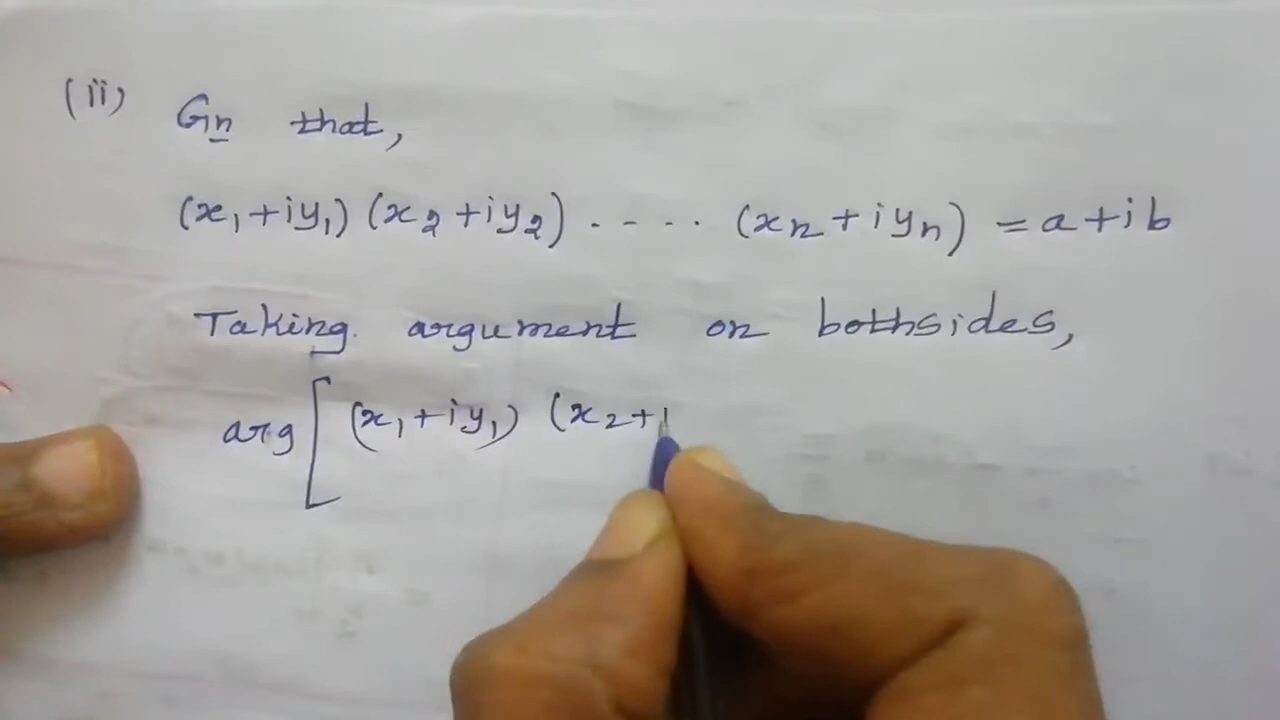 (ii) Gn that,
(x₁+iy₁) (x₂+iy₂) - - - - - (xn+iyn) = a+ib
Taking argument on bothsides,
arg[ (x₁+iy₁) (x₂+i